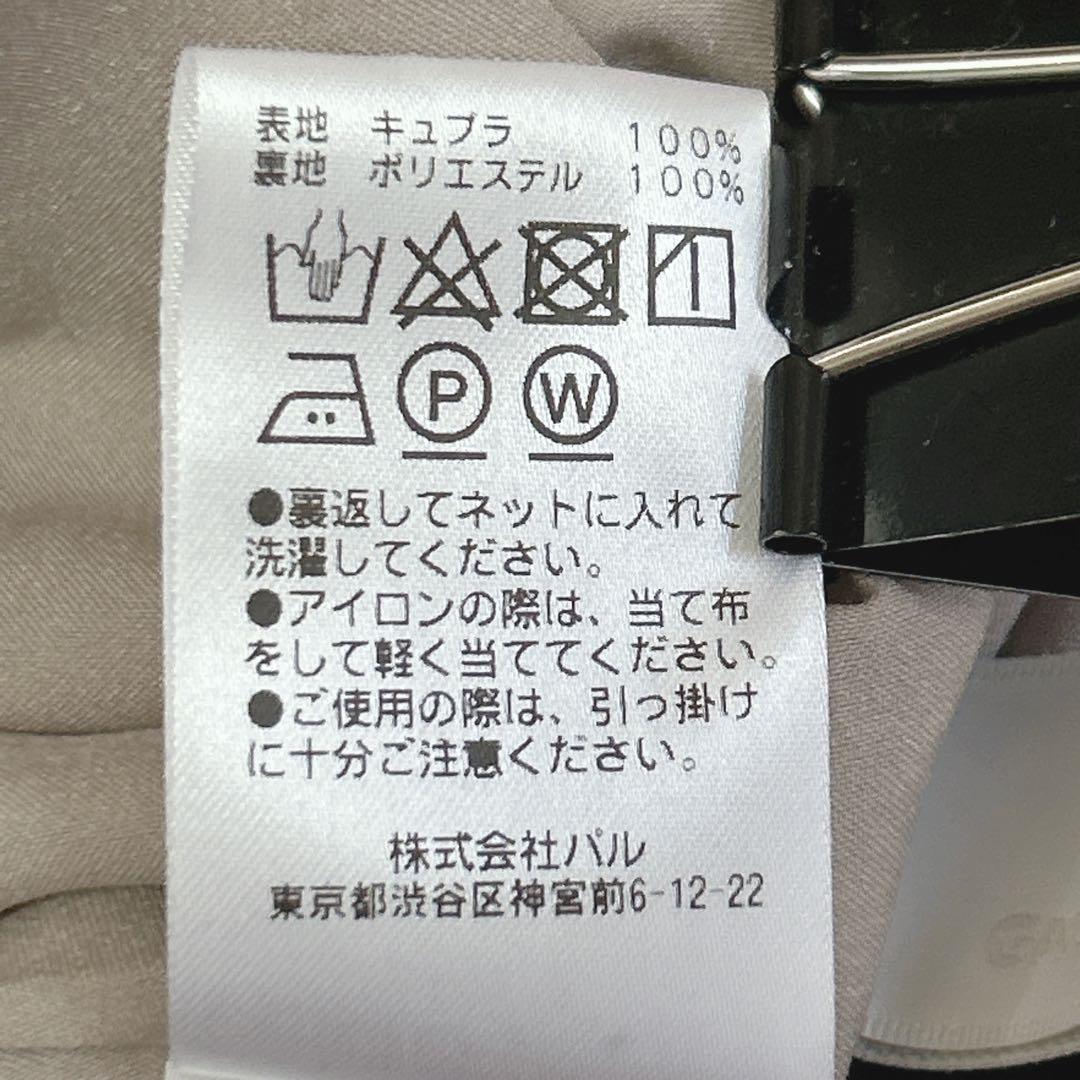 表地 キュプラ 100%
裏地 ポリエステル 100%
P W
●裏返してネットに入れて
洗濯してください。
●アイロンの際は、当て布
をして軽く当ててください。
●ご使用の際は、引っ掛け
に十分ご注意ください。
株式会社パル
東京都渋谷区神宮前6-12-22